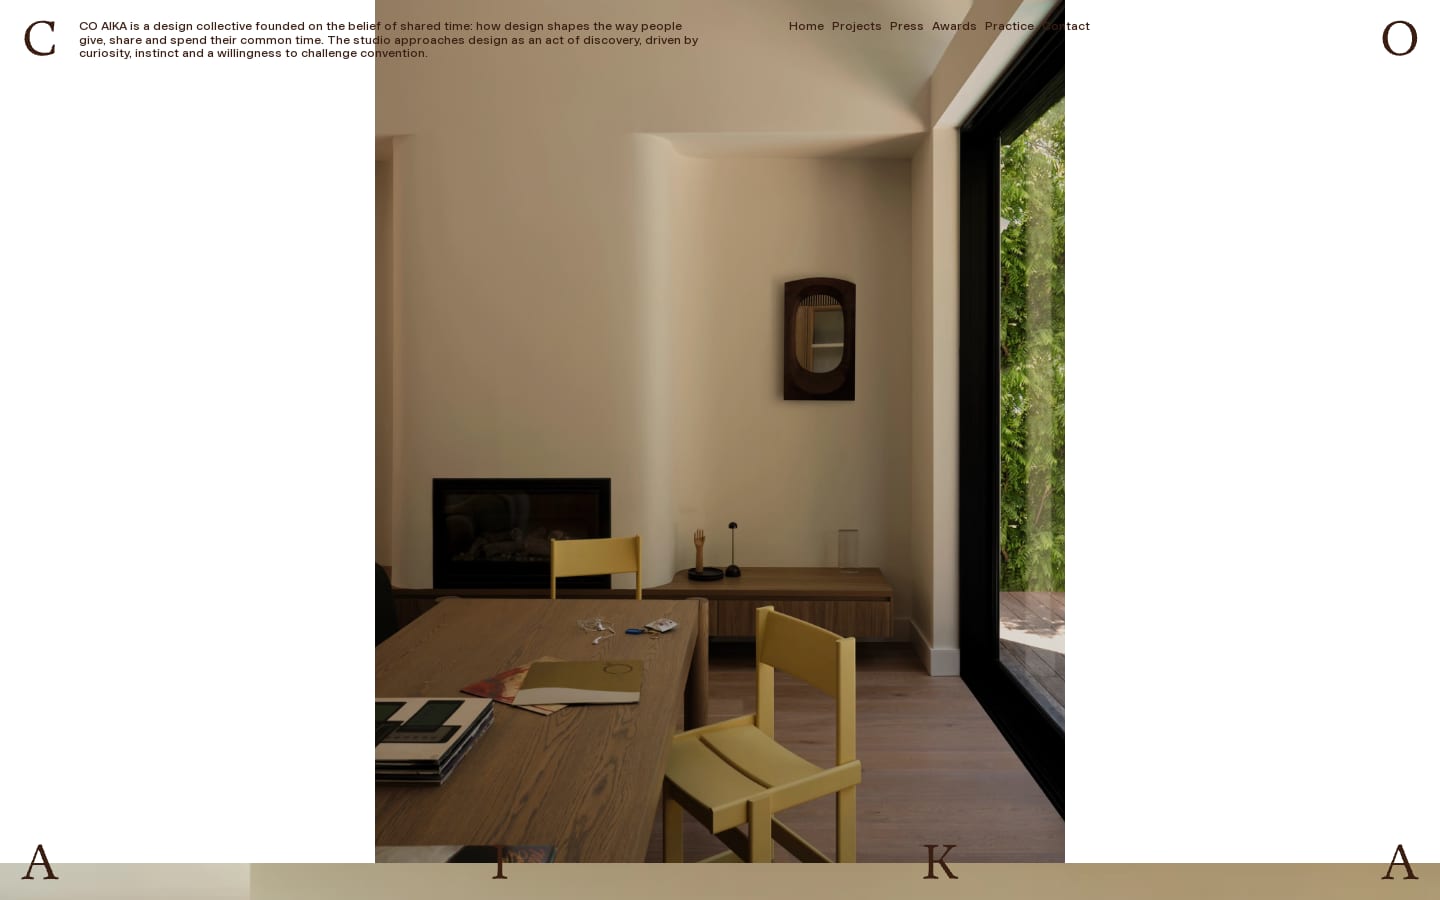 C
CO AIKA is a design collective founded on the belief of shared time: how design shapes the way people
give, share and spend their common time. The studio approaches design as an act of discovery, driven by
curiosity, instinct and a willingness to challenge convention.
Home Projects Press Awards Practice Contact
O
A I K A